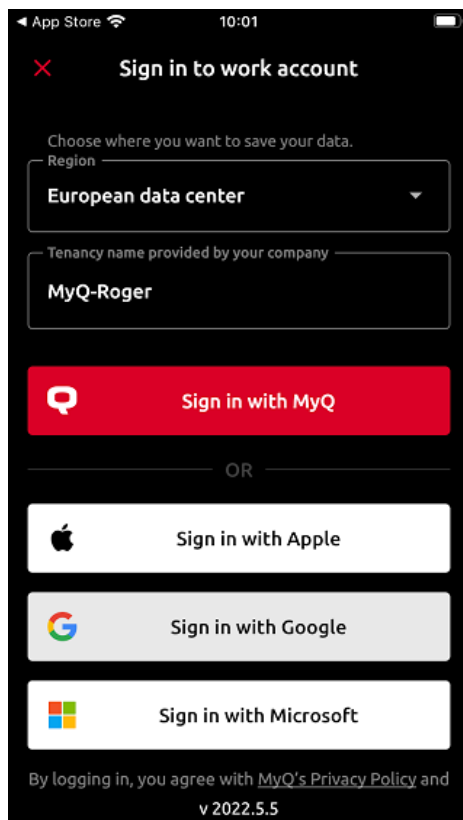 App Store 10:01
Sign in to work account
Choose where you want to save your data.
Region
European data center
Tenancy name provided by your company
MyQ-Roger
Sign in with MyQ
OR
Sign in with Apple
Sign in with Google
Sign in with Microsoft
By logging in, you agree with MyQ's Privacy Policy and
v 2022.5.5